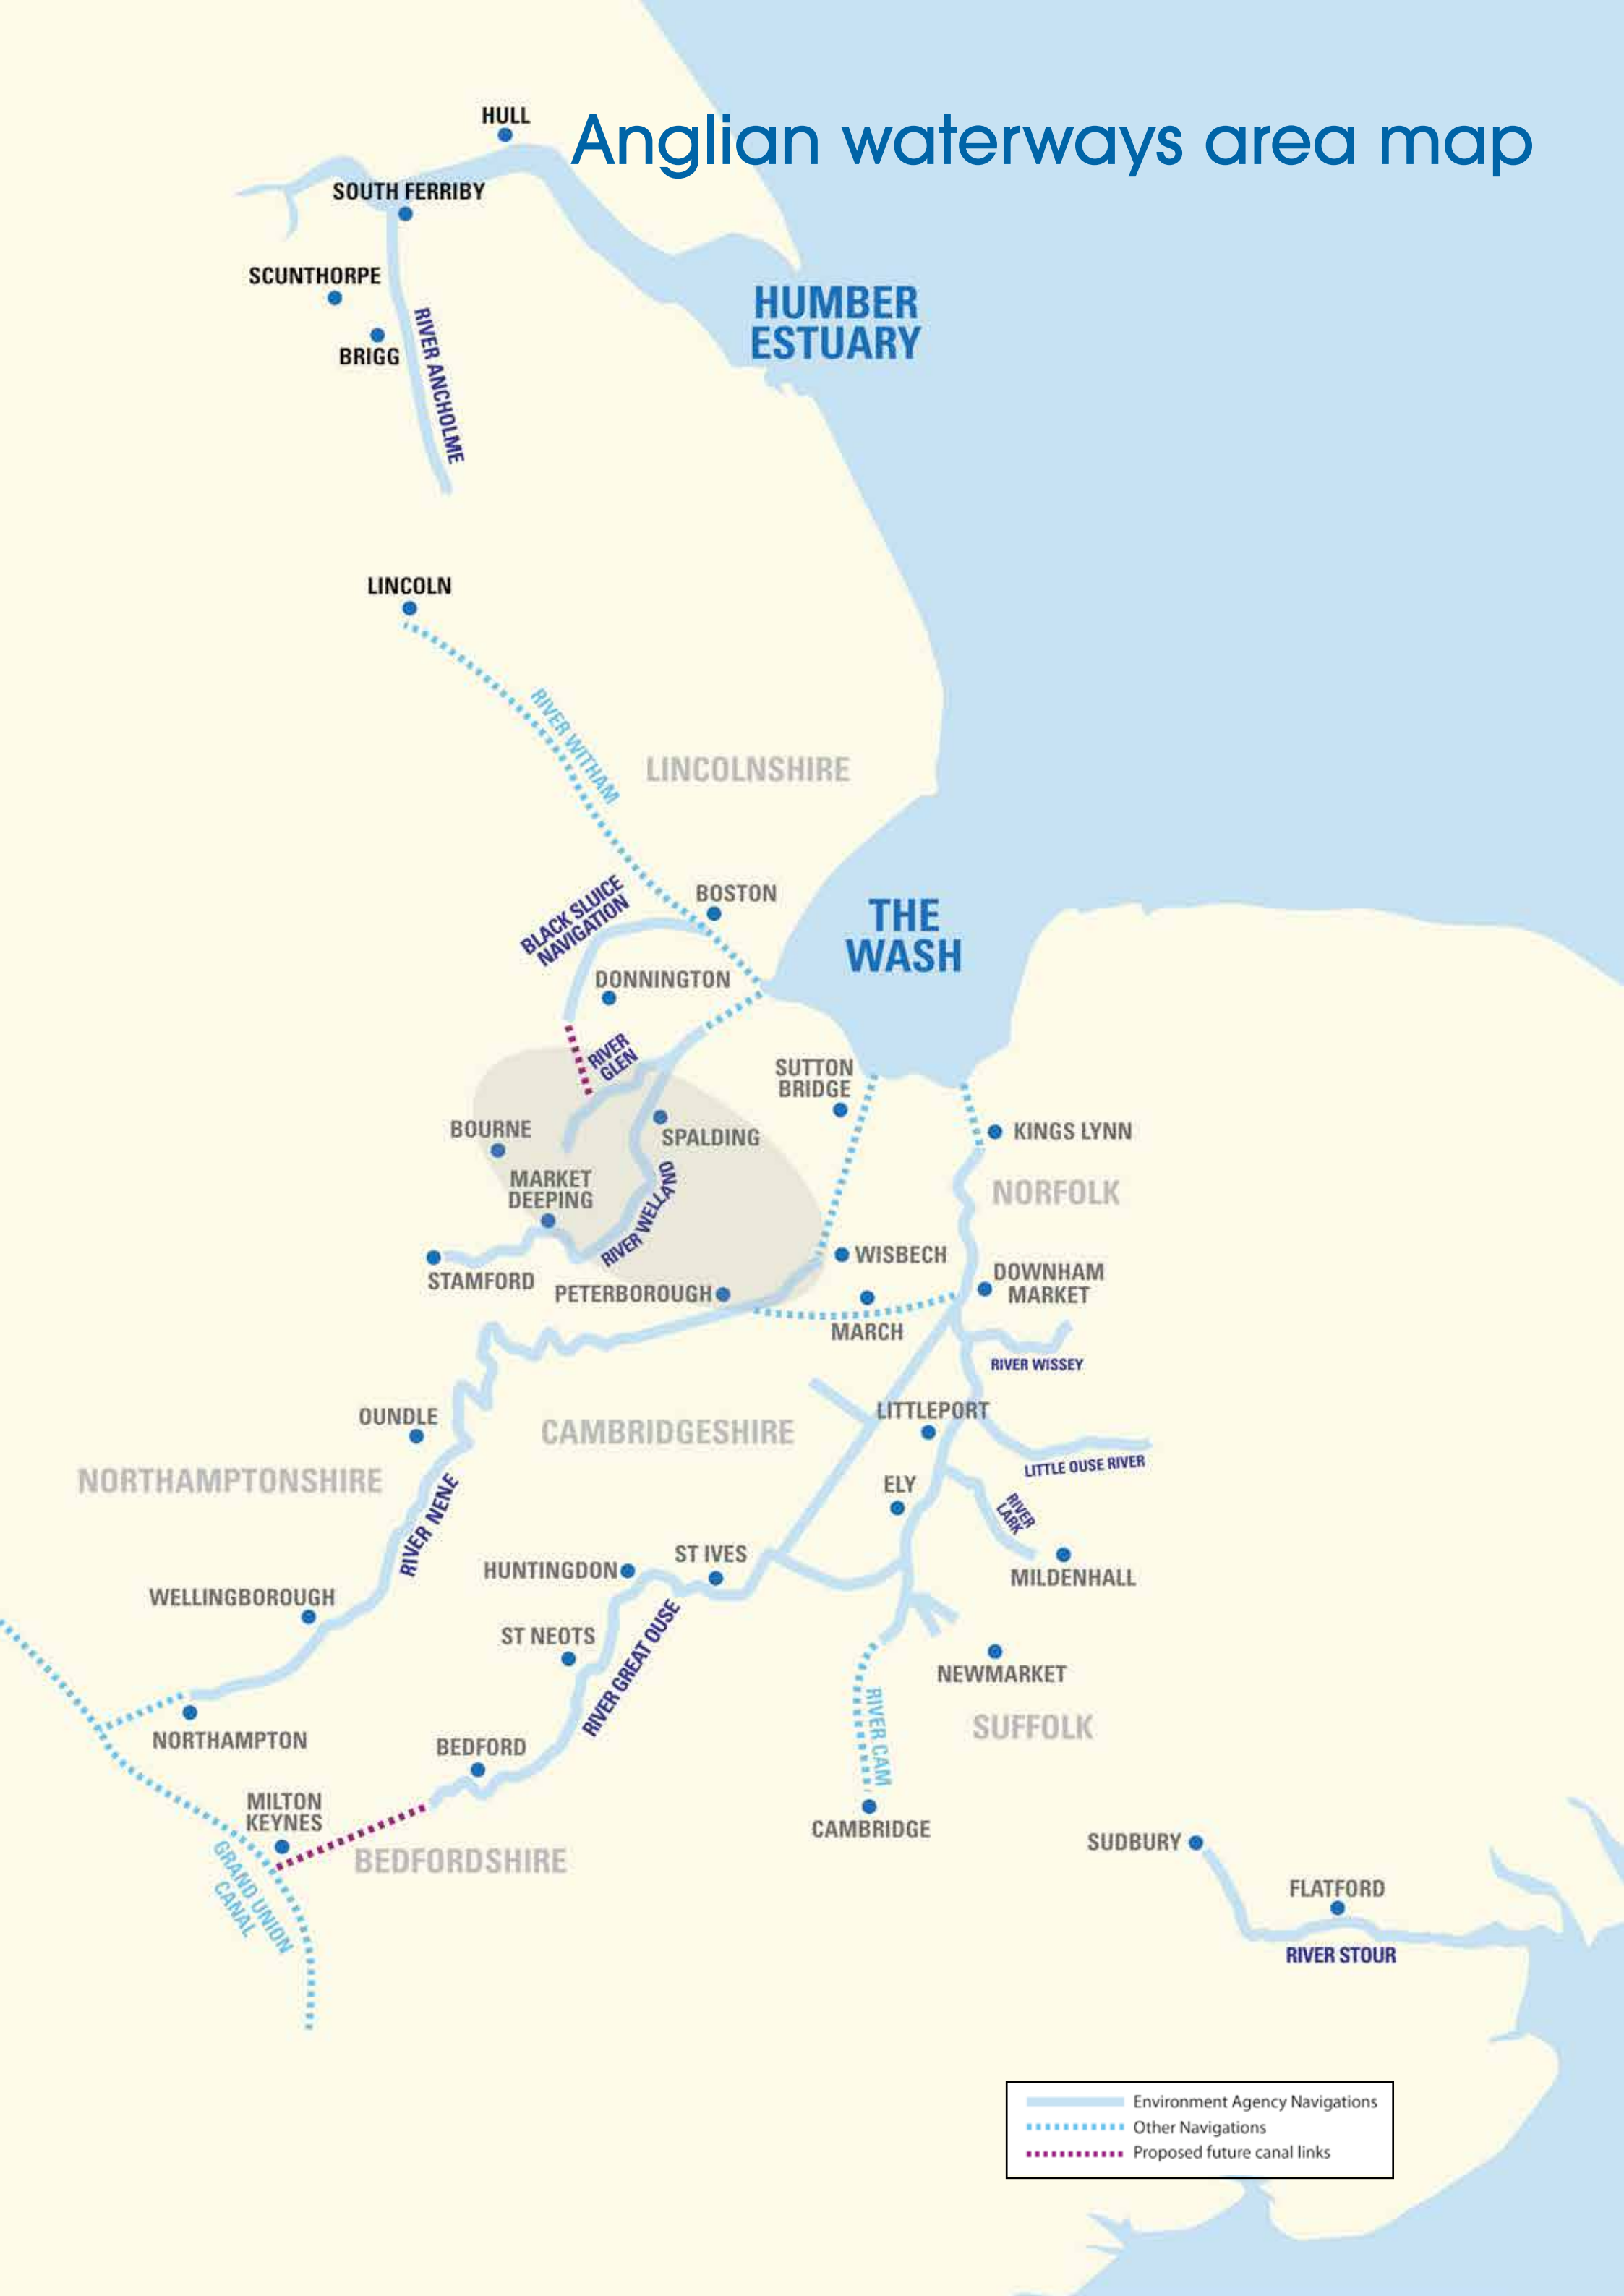 HULL
Anglian waterways area map
SOUTH FERRIBY
SCUNTHORPE
HUMBER
ESTUARY
RIVER ANCHOLME
BRIGG
LINCOLN
RIVER WITHAM
LINCOLNSHIRE
BLACK SLUICE
NAVIGATION
BOSTON
THE
WASH
DONNINGTON
RIVER
GLEN
SUTTON
BRIDGE
BOURNE
SPALDING
KINGS LYNN
MARKET
DEEPING
NORFOLK
RIVER WELLAND
WISBECH
STAMFORD
PETERBOROUGH
DOWNHAM
MARKET
MARCH
RIVER WISSEY
OUNDLE
CAMBRIDGESHIRE
LITTLEPORT
NORTHAMPTONSHIRE
LITTLE OUSE RIVER
RIVER NENE
ELY
RIVER
LARK
HUNTINGDON
ST IVES
MILDENHALL
WELLINGBOROUGH
ST NEOTS
RIVER GREAT OUSE
NEWMARKET
RIVER CAM
SUFFOLK
NORTHAMPTON
BEDFORD
MILTON
KEYNES
CAMBRIDGE
SUDBURY
GRAND UNION
CANAL
BEDFORDSHIRE
FLATFORD
RIVER STOUR
Environment Agency Navigations
Other Navigations
Proposed future canal links